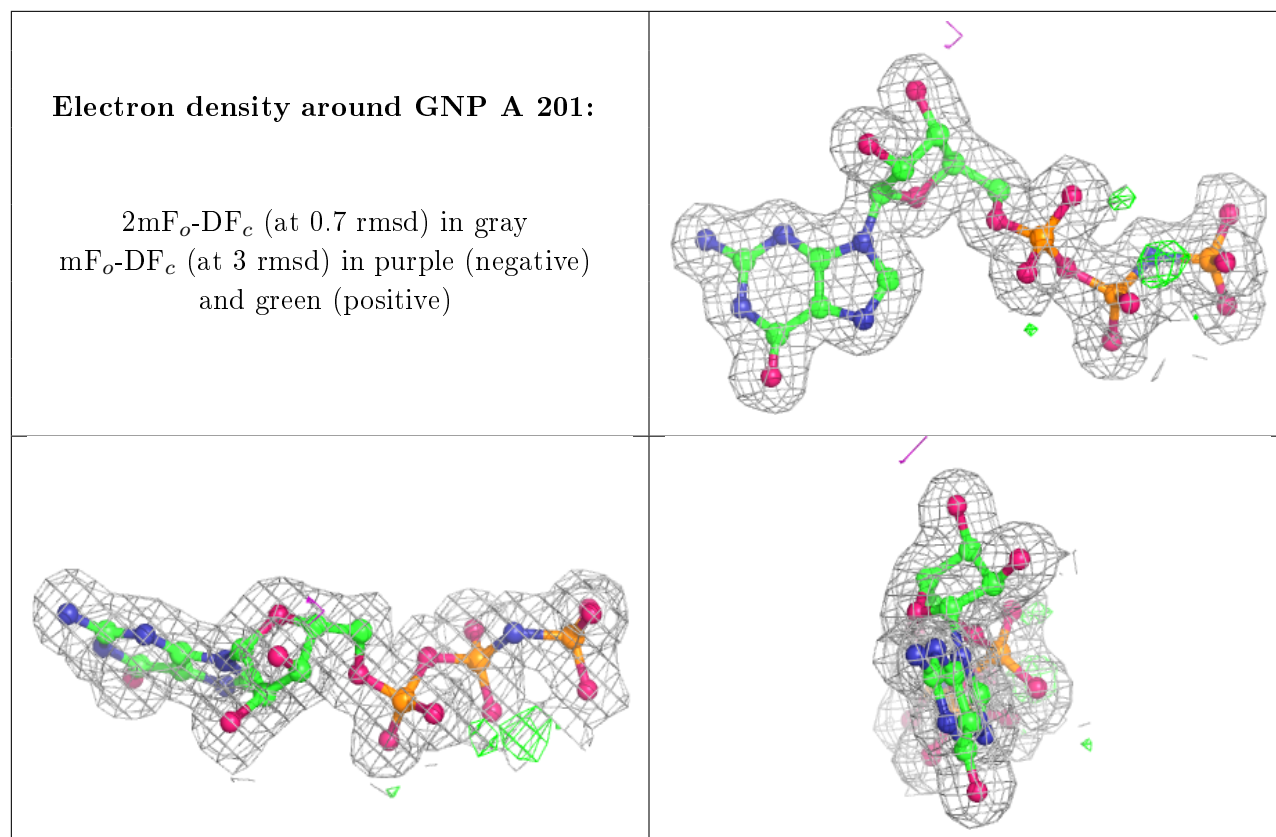 Electron density around GNP A 201:
2mFₒ-DF𝒸 (at 0.7 rmsd) in gray
mFₒ-DF𝒸 (at 3 rmsd) in purple (negative)
and green (positive)